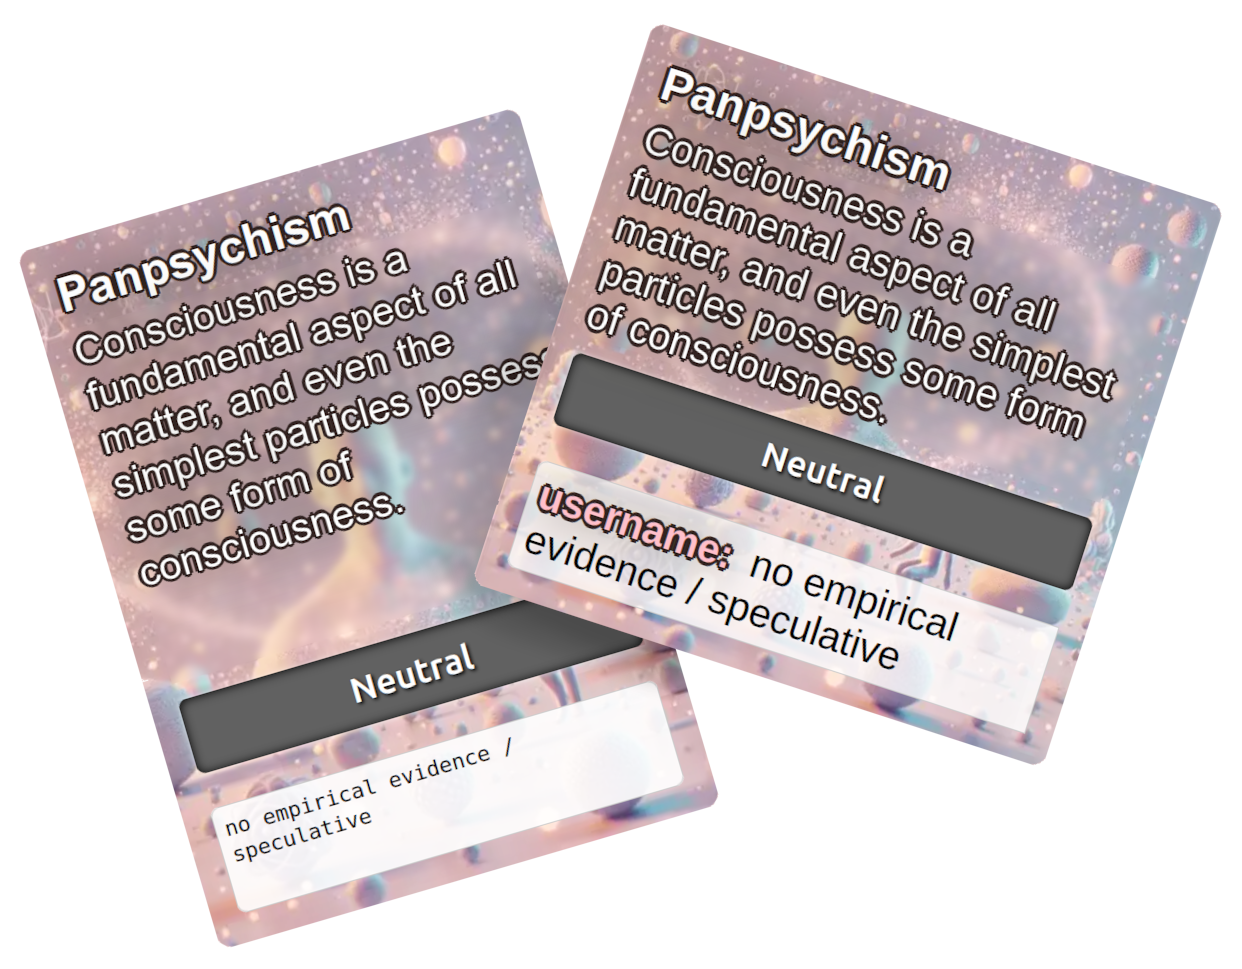 Panpsychism
Consciousness is a
fundamental aspect of all
matter, and even the
simplest particles possess
some form of
consciousness.
Neutral
no empirical evidence /
speculative
Panpsychism
Consciousness is a
fundamental aspect of all
matter, and even the simplest
particles possess some form
of consciousness.
Neutral
username: no empirical
evidence / speculative